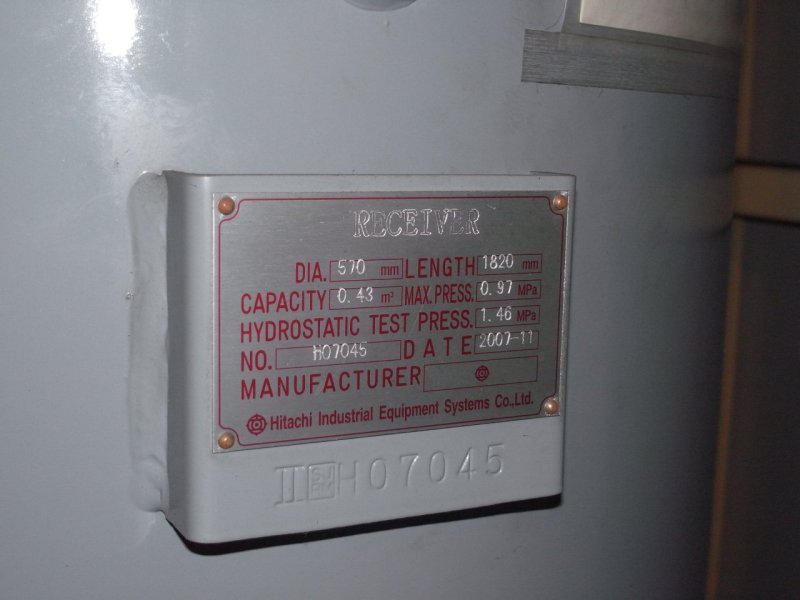 RECEIVER
DIA. 570 mm LENGTH 1820 mm
CAPACITY 0.43 m³ MAX. PRESS. 0.97 MPa
HYDROSTATIC TEST PRESS. 1.46 MPa
NO. H07045 DATE 2007-11
MANUFACTURER
Hitachi Industrial Equipment Systems Co.,Ltd.
H07045